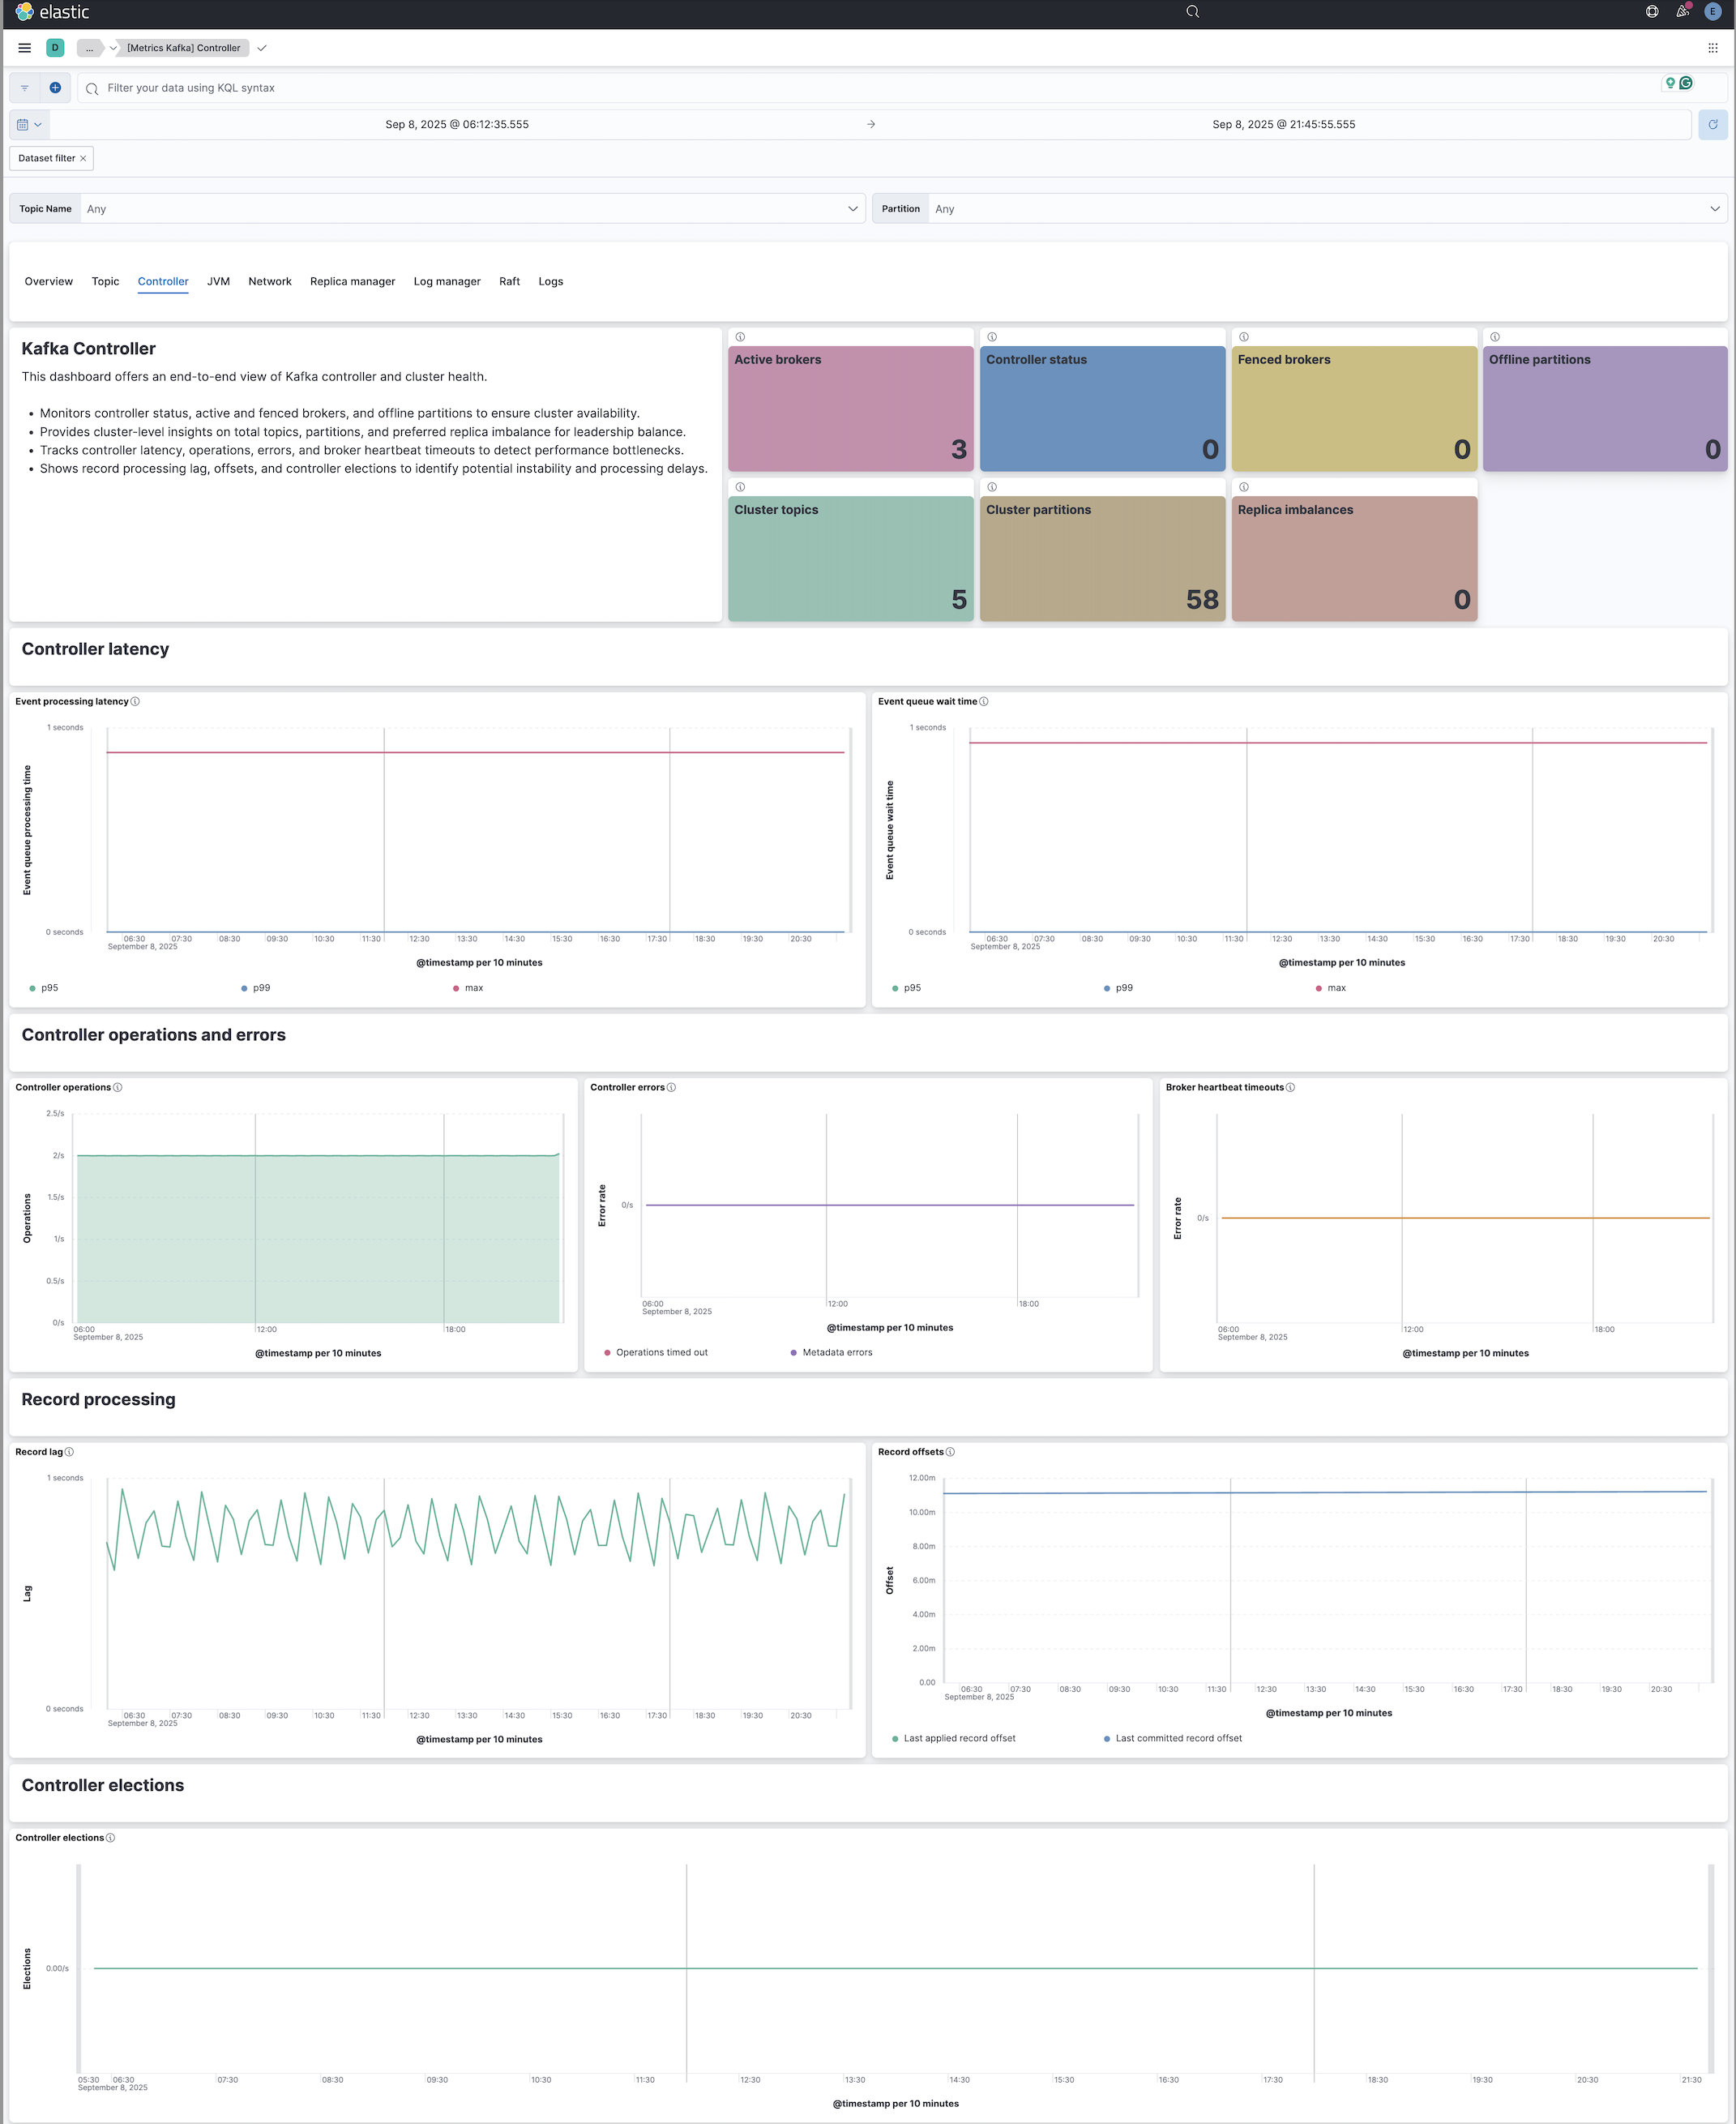 elastic
E
D
...
[Metrics Kafka] Controller
Filter your data using KQL syntax
Sep 8, 2025 @ 06:12:35.555
→
Sep 8, 2025 @ 21:45:55.555
Dataset filter ×
Topic Name Any
Partition Any
Overview Topic Controller JVM Network Replica manager Log manager Raft Logs
Kafka Controller
This dashboard offers an end-to-end view of Kafka controller and cluster health.
• Monitors controller status, active and fenced brokers, and offline partitions to ensure cluster availability.
• Provides cluster-level insights on total topics, partitions, and preferred replica imbalance for leadership balance.
• Tracks controller latency, operations, errors, and broker heartbeat timeouts to detect performance bottlenecks.
• Shows record processing lag, offsets, and controller elections to identify potential instability and processing delays.
Active brokers
3
Controller status
0
Fenced brokers
0
Offline partitions
0
Cluster topics
5
Cluster partitions
58
Replica imbalances
0
Controller latency
Event processing latency
Event queue processing time
1 seconds
0 seconds
06:30 07:30 08:30 09:30 10:30 11:30 12:30 13:30 14:30 15:30 16:30 17:30 18:30 19:30 20:30
September 8, 2025
@timestamp per 10 minutes
p95 p99 max
Event queue wait time
Event queue wait time
1 seconds
0 seconds
06:30 07:30 08:30 09:30 10:30 11:30 12:30 13:30 14:30 15:30 16:30 17:30 18:30 19:30 20:30
September 8, 2025
@timestamp per 10 minutes
p95 p99 max
Controller operations and errors
Controller operations
Operations
2.5/s
2/s
1.5/s
1/s
0.5/s
0/s
06:00 12:00 18:00
September 8, 2025
@timestamp per 10 minutes
Controller errors
Error rate
0/s
06:00 12:00 18:00
September 8, 2025
@timestamp per 10 minutes
Operations timed out Metadata errors
Broker heartbeat timeouts
Error rate
0/s
06:00 12:00 18:00
September 8, 2025
@timestamp per 10 minutes
Record processing
Record lag
Lag
1 seconds
0 seconds
06:30 07:30 08:30 09:30 10:30 11:30 12:30 13:30 14:30 15:30 16:30 17:30 18:30 19:30 20:30
September 8, 2025
@timestamp per 10 minutes
Record offsets
Offset
12.00m
10.00m
8.00m
6.00m
4.00m
2.00m
0.00
06:30 07:30 08:30 09:30 10:30 11:30 12:30 13:30 14:30 15:30 16:30 17:30 18:30 19:30 20:30
September 8, 2025
@timestamp per 10 minutes
Last applied record offset Last committed record offset
Controller elections
Controller elections
Elections
0.00/s
05:30 06:30 07:30 08:30 09:30 10:30 11:30 12:30 13:30 14:30 15:30 16:30 17:30 18:30 19:30 20:30 21:30
September 8, 2025
@timestamp per 10 minutes